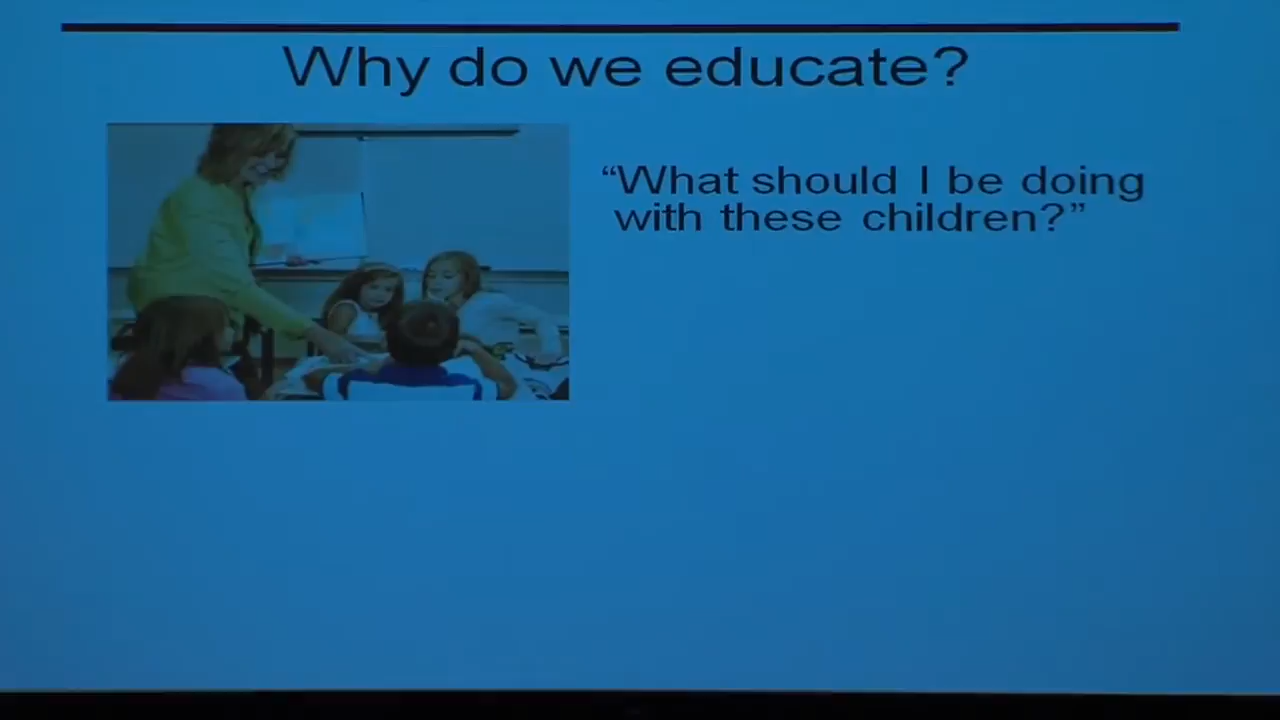 Why do we educate?
“What should I be doing
with these children?”